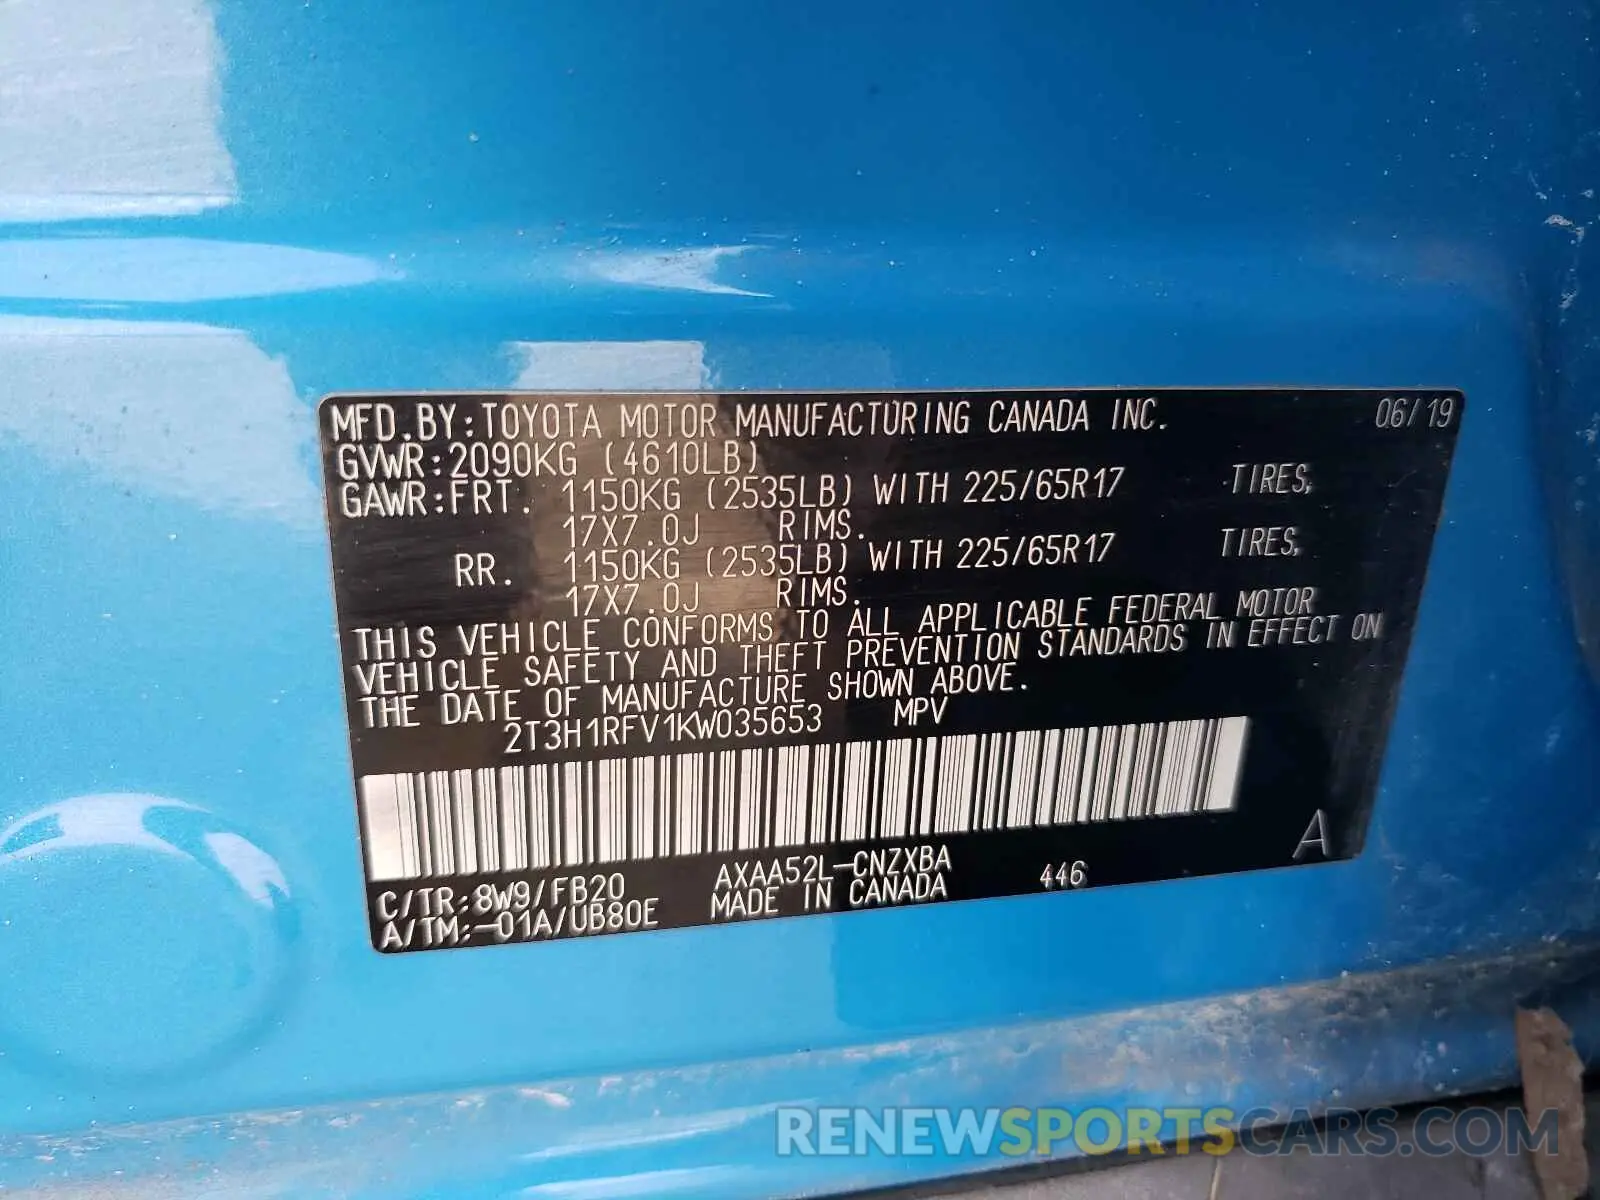 MFD.BY:TOYOTA MOTOR MANUFACTURING CANADA INC. 06/19
GVWR:2090KG (4610LB)
GAWR:FRT. 1150KG (2535LB) WITH 225/65R17 TIRES,
17X7.0J RIMS.
RR. 1150KG (2535LB) WITH 225/65R17 TIRES,
17X7.0J RIMS.
THIS VEHICLE CONFORMS TO ALL APPLICABLE FEDERAL MOTOR
VEHICLE SAFETY AND THEFT PREVENTION STANDARDS IN EFFECT ON
THE DATE OF MANUFACTURE SHOWN ABOVE.
2T3H1RFV1KW035653 MPV
A
C/TR:8W9/FB20 AXAA52L-CNZXBA 446
A/TM:-01A/UB80E MADE IN CANADA
RENEWSPORTSCARS.COM